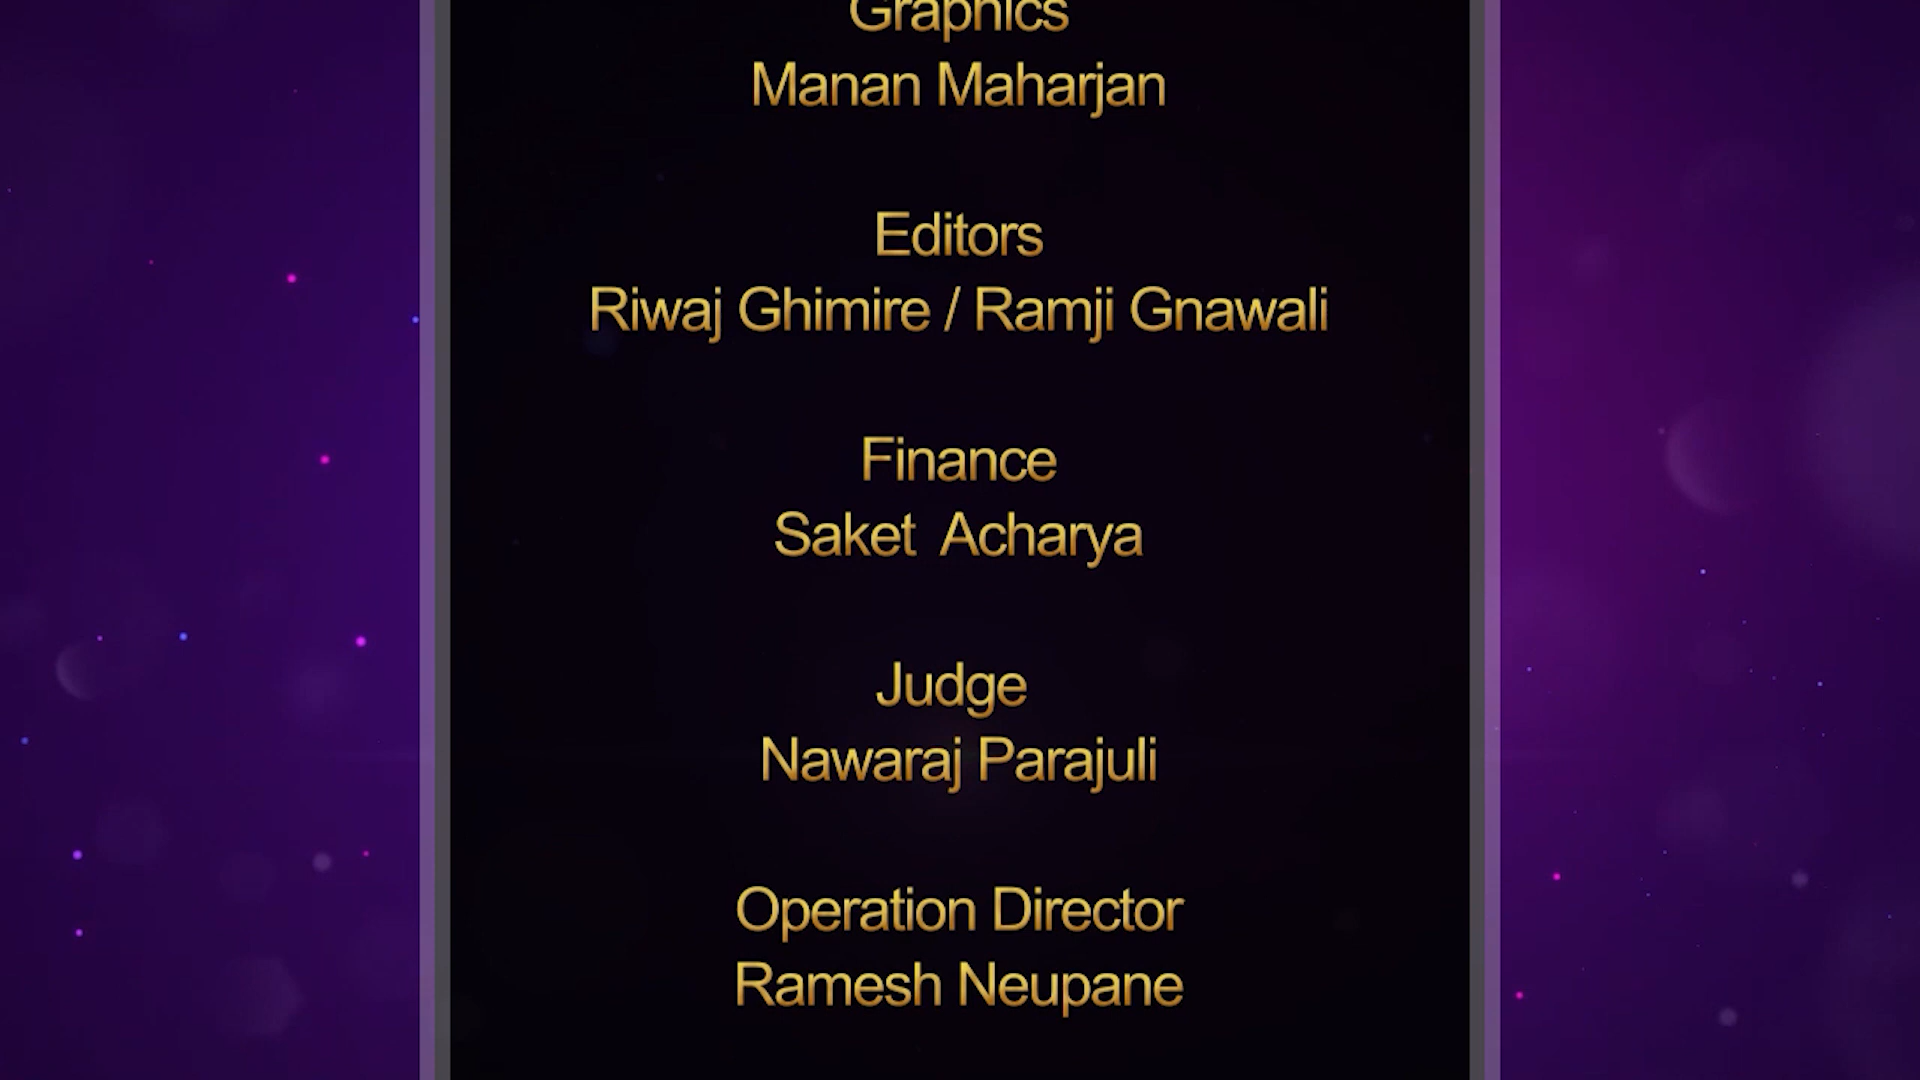 Graphics
Manan Maharjan
Editors
Riwaj Ghimire / Ramji Gnawali
Finance
Saket Acharya
Judge
Nawaraj Parajuli
Operation Director
Ramesh Neupane